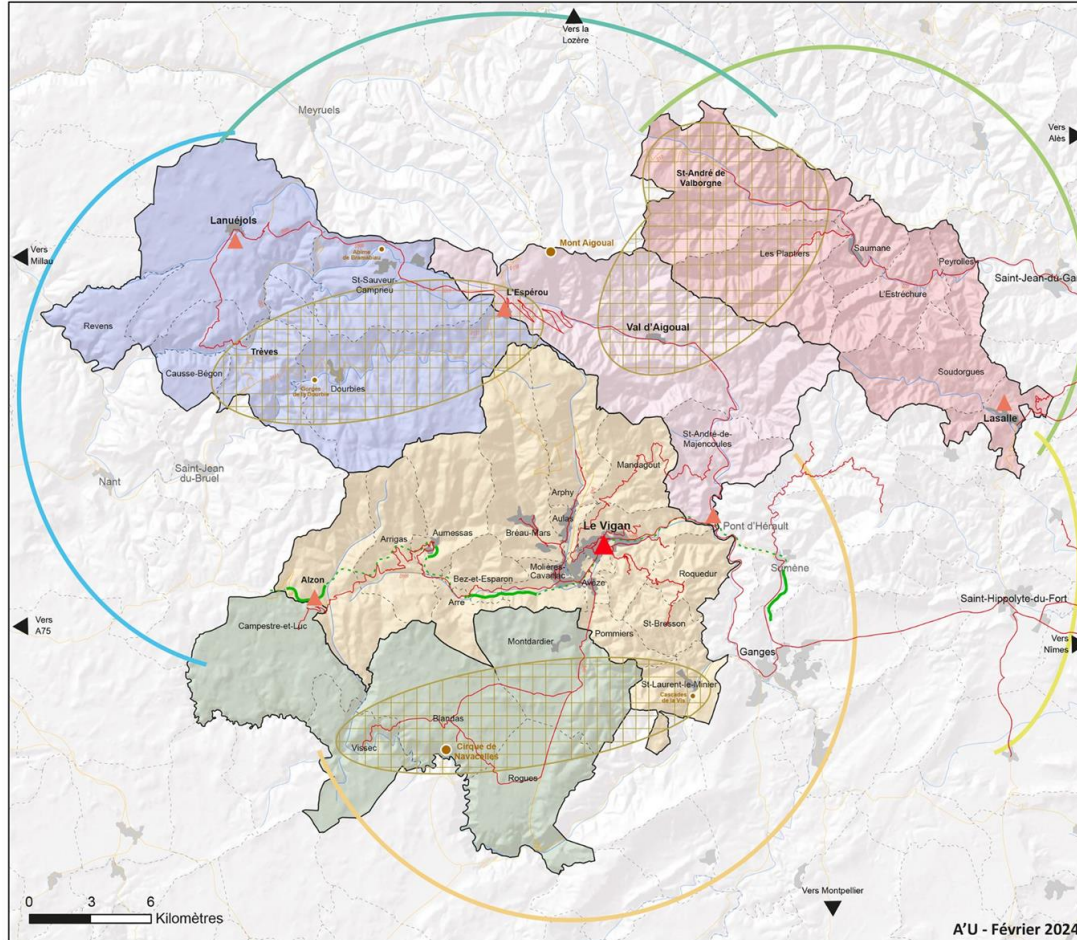 Vers la
Lozère
Meyruels
Vers
Alès
St-André de
Valborgne
Lanuéjols
Vers
Millau
Mont Aigoual
Les Plantiers
Saumane
Peyrolles
St-Sauveur-
Camprieu
L'Espérou
L'Estrechure
Saint-Jean-du-Ga
Revens
Val d'Aigoual
Trèves
Causse-Bégon
Dourbies
Soudorgues
Lasalle
St-André-de-
Majencoules
Saint-Jean
du-Bruel
Nant
Mandagout
Arphy
Aulas
Le Vigan
Bréau-Mars
Pont d'Hérault
Aumessas
Arrigas
Sumène
Molières-
Cavaillac
Roquedur
Alzon
Bez-et-Esparon
Avèze
Arre
Saint-Hippolyte-du-Fort
Campestre-et-Luc
St-Bresson
Vers
A75
Pommiers
Montdardier
Ganges
Vers
Nîmes
St-Laurent-le-Minier
Cascades
de la Vis
Blandas
Vissec
Cirque de
Navacelles
Rogues
Vers Montpellier
0 3 6
Kilomètres
A'U - Février 2024